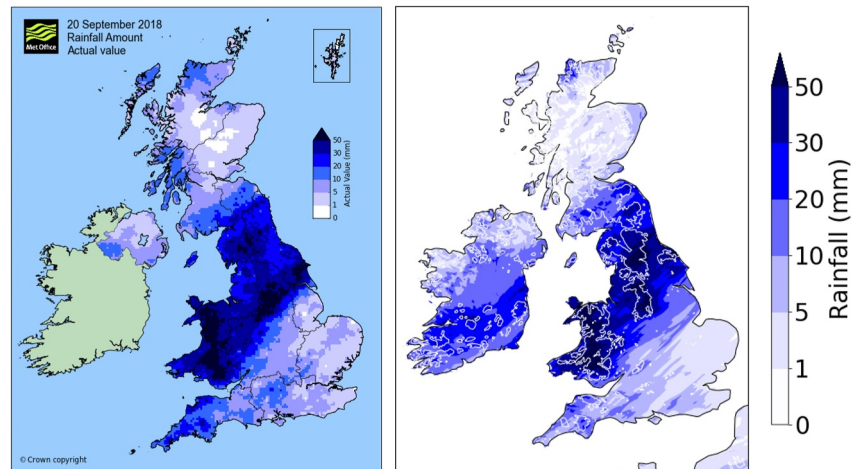 Met Office
20 September 2018
Rainfall Amount
Actual value
50
30
20
10
5
1
0
Actual Value (mm)
© Crown copyright
50
30
20
10
5
1
0
Rainfall (mm)